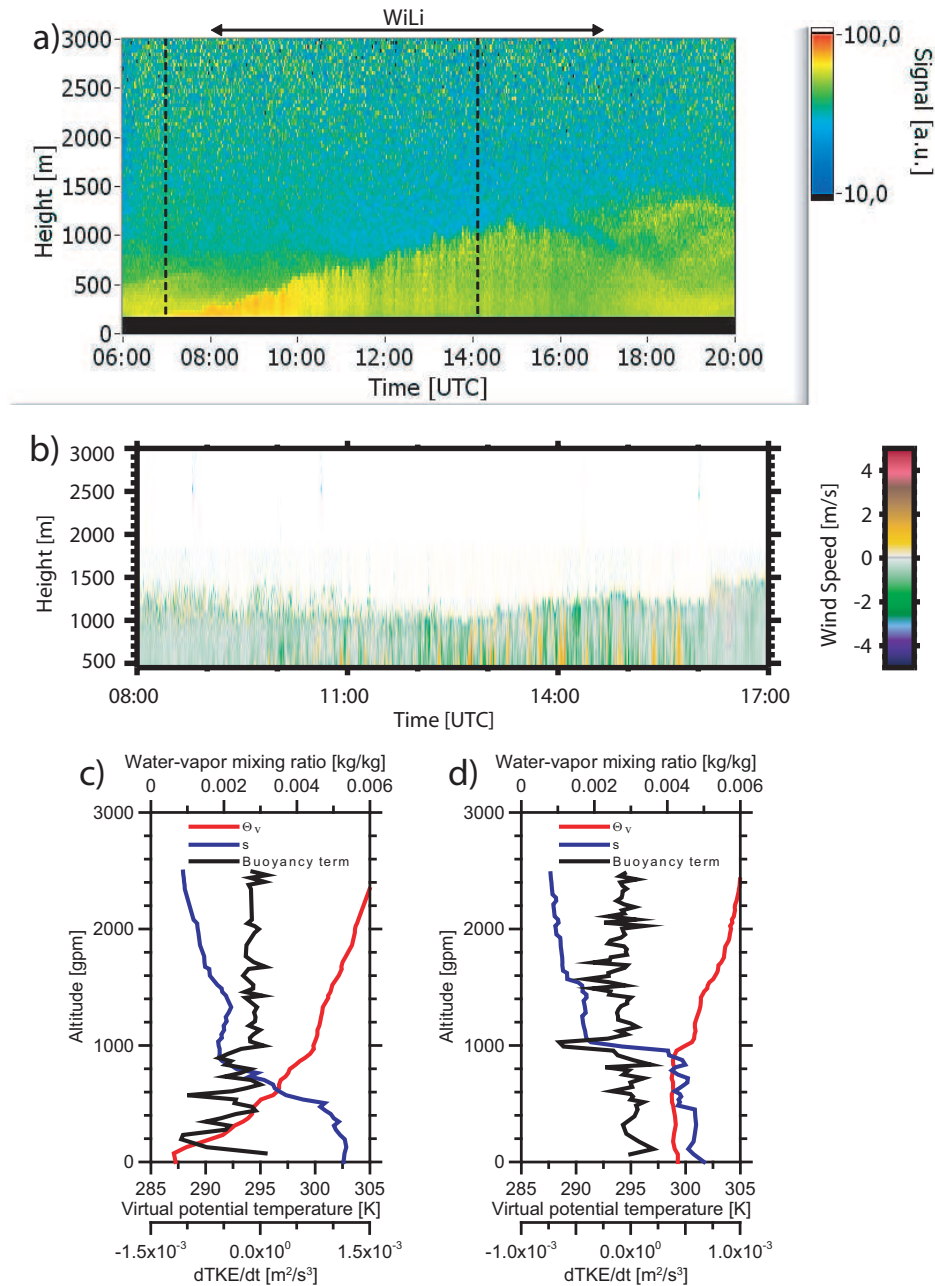 WiLi
a)
3000
2500
2000
1500
1000
500
0
Height [m]
06:00 08:00 10:00 12:00 14:00 16:00 18:00 20:00
Time [UTC]
100,0
10,0
Signal [a.u.]
b)
3000
2500
2000
1500
1000
500
Height [m]
08:00 11:00 14:00 17:00
Time [UTC]
4
2
0
-2
-4
Wind Speed [m/s]
c)
Water-vapor mixing ratio [kg/kg]
0 0.002 0.004 0.006
3000
2000
1000
0
Altitude [gpm]
Θv
s
Buoyancy term
285 290 295 300 305
Virtual potential temperature [K]
-1.5x10⁻³ 0.0x10⁰ 1.5x10⁻³
dTKE/dt [m²/s³]
d)
Water-vapor mixing ratio [kg/kg]
0 0.002 0.004 0.006
3000
2000
1000
0
Altitude [gpm]
Θv
s
Buoyancy term
285 290 295 300 305
Virtual potential temperature [K]
-1.0x10⁻³ 0.0x10⁰ 1.0x10⁻³
dTKE/dt [m²/s³]